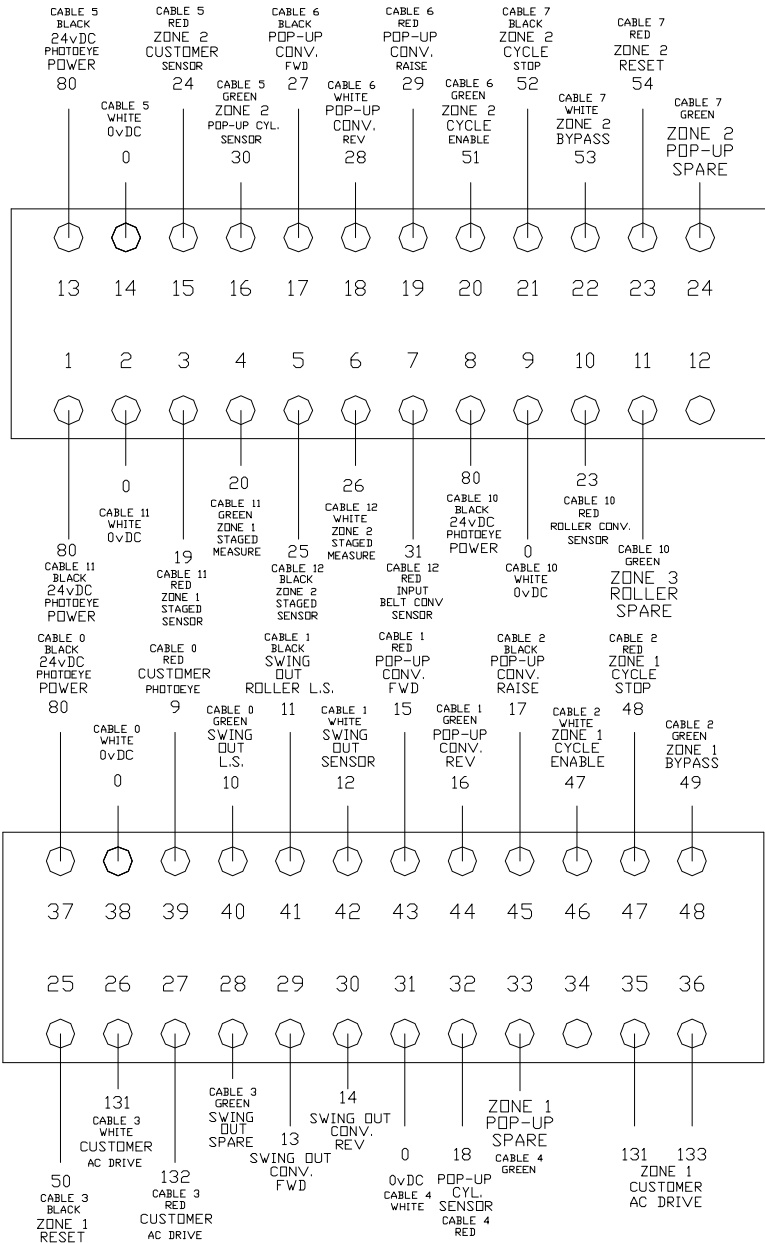 CABLE 5
BLACK
24vDC
PHOTOEYE
POWER
80
CABLE 5
WHITE
0vDC
0
CABLE 5
RED
ZONE 2
CUSTOMER
SENSOR
24
CABLE 5
GREEN
ZONE 2
POP-UP CYL.
SENSOR
30
CABLE 6
BLACK
POP-UP
CONV.
FWD
27
CABLE 6
WHITE
POP-UP
CONV.
REV
28
CABLE 6
RED
POP-UP
CONV.
RAISE
29
CABLE 6
GREEN
ZONE 2
CYCLE
ENABLE
51
CABLE 7
BLACK
ZONE 2
CYCLE
STOP
52
CABLE 7
WHITE
ZONE 2
BYPASS
53
CABLE 7
RED
ZONE 2
RESET
54
CABLE 7
GREEN
ZONE 2
POP-UP
SPARE
13 14 15 16 17 18 19 20 21 22 23 24
1 2 3 4 5 6 7 8 9 10 11 12
80
CABLE 11
BLACK
24vDC
PHOTOEYE
POWER
0
CABLE 11
WHITE
0vDC
19
CABLE 11
RED
ZONE 1
STAGED
SENSOR
20
CABLE 11
GREEN
ZONE 1
STAGED
MEASURE
25
CABLE 12
BLACK
ZONE 2
STAGED
SENSOR
26
CABLE 12
WHITE
ZONE 2
STAGED
MEASURE
31
CABLE 12
RED
INPUT
BELT CONV
SENSOR
80
CABLE 10
BLACK
24vDC
PHOTOEYE
POWER
0
CABLE 10
WHITE
0vDC
23
CABLE 10
RED
ROLLER CONV.
SENSOR
CABLE 10
GREEN
ZONE 3
ROLLER
SPARE
CABLE 0
BLACK
24vDC
PHOTOEYE
POWER
80
CABLE 0
WHITE
0vDC
0
CABLE 0
RED
CUSTOMER
PHOTOEYE
9
CABLE 0
GREEN
SWING
OUT
L.S.
10
CABLE 1
BLACK
SWING
OUT
ROLLER L.S.
11
CABLE 1
WHITE
SWING
OUT
SENSOR
12
CABLE 1
RED
POP-UP
CONV.
FWD
15
CABLE 1
GREEN
POP-UP
CONV.
REV
16
CABLE 2
BLACK
POP-UP
CONV.
RAISE
17
CABLE 2
WHITE
ZONE 1
CYCLE
ENABLE
47
CABLE 2
RED
ZONE 1
CYCLE
STOP
48
CABLE 2
GREEN
ZONE 1
BYPASS
49
37 38 39 40 41 42 43 44 45 46 47 48
25 26 27 28 29 30 31 32 33 34 35 36
50
CABLE 3
BLACK
ZONE 1
RESET
131
CABLE 3
WHITE
CUSTOMER
AC DRIVE
132
CABLE 3
RED
CUSTOMER
AC DRIVE
CABLE 3
GREEN
SWING
OUT
SPARE
13
SWING OUT
CONV.
FWD
14
SWING OUT
CONV.
REV
0
0vDC
CABLE 4
WHITE
18
POP-UP
CYL.
SENSOR
CABLE 4
RED
ZONE 1
POP-UP
SPARE
CABLE 4
GREEN
131 133
ZONE 1
CUSTOMER
AC DRIVE